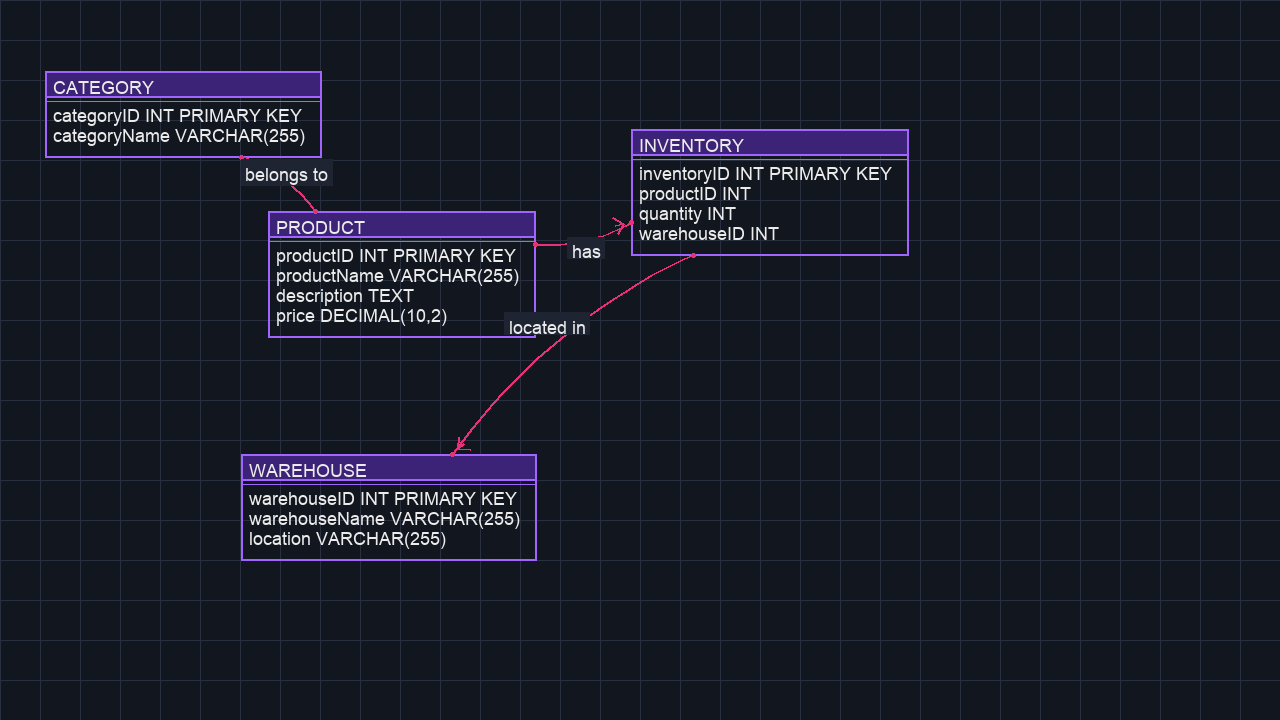 CATEGORY
categoryID INT PRIMARY KEY
categoryName VARCHAR(255)
belongs to
PRODUCT
productID INT PRIMARY KEY
productName VARCHAR(255)
description TEXT
price DECIMAL(10,2)
has
INVENTORY
inventoryID INT PRIMARY KEY
productID INT
quantity INT
warehouseID INT
located in
WAREHOUSE
warehouseID INT PRIMARY KEY
warehouseName VARCHAR(255)
location VARCHAR(255)